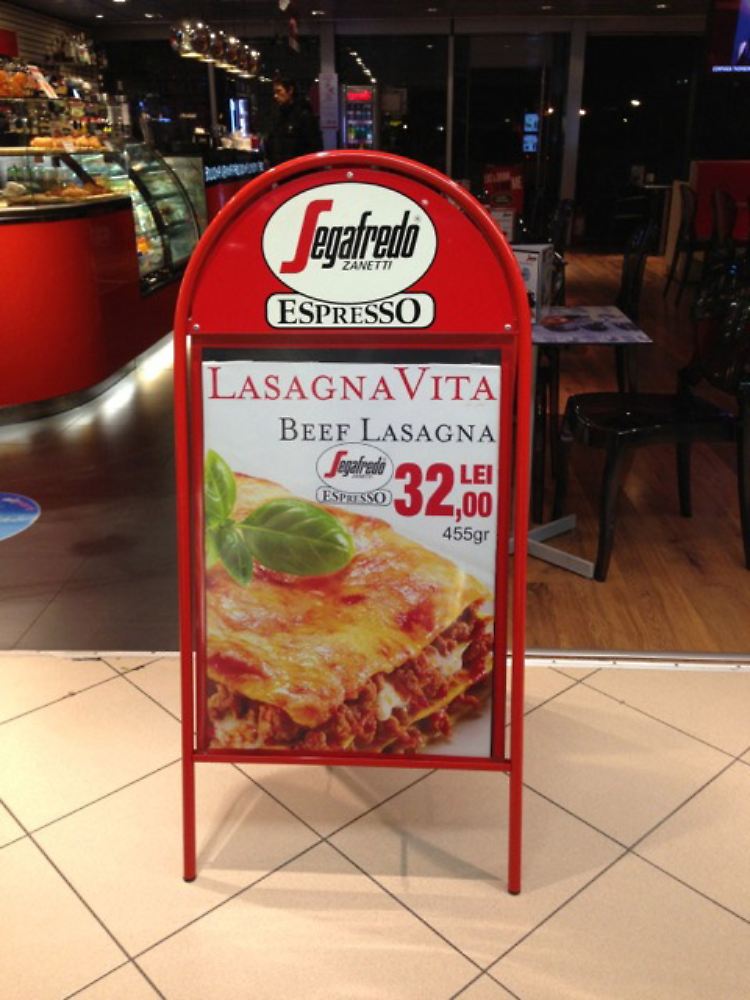 Segafredo
ZANETTI
ESPRESSO
LASAGNAVITA
BEEF LASAGNA
Segafredo
ZANETTI
ESPRESSO
32,00 LEI
455gr